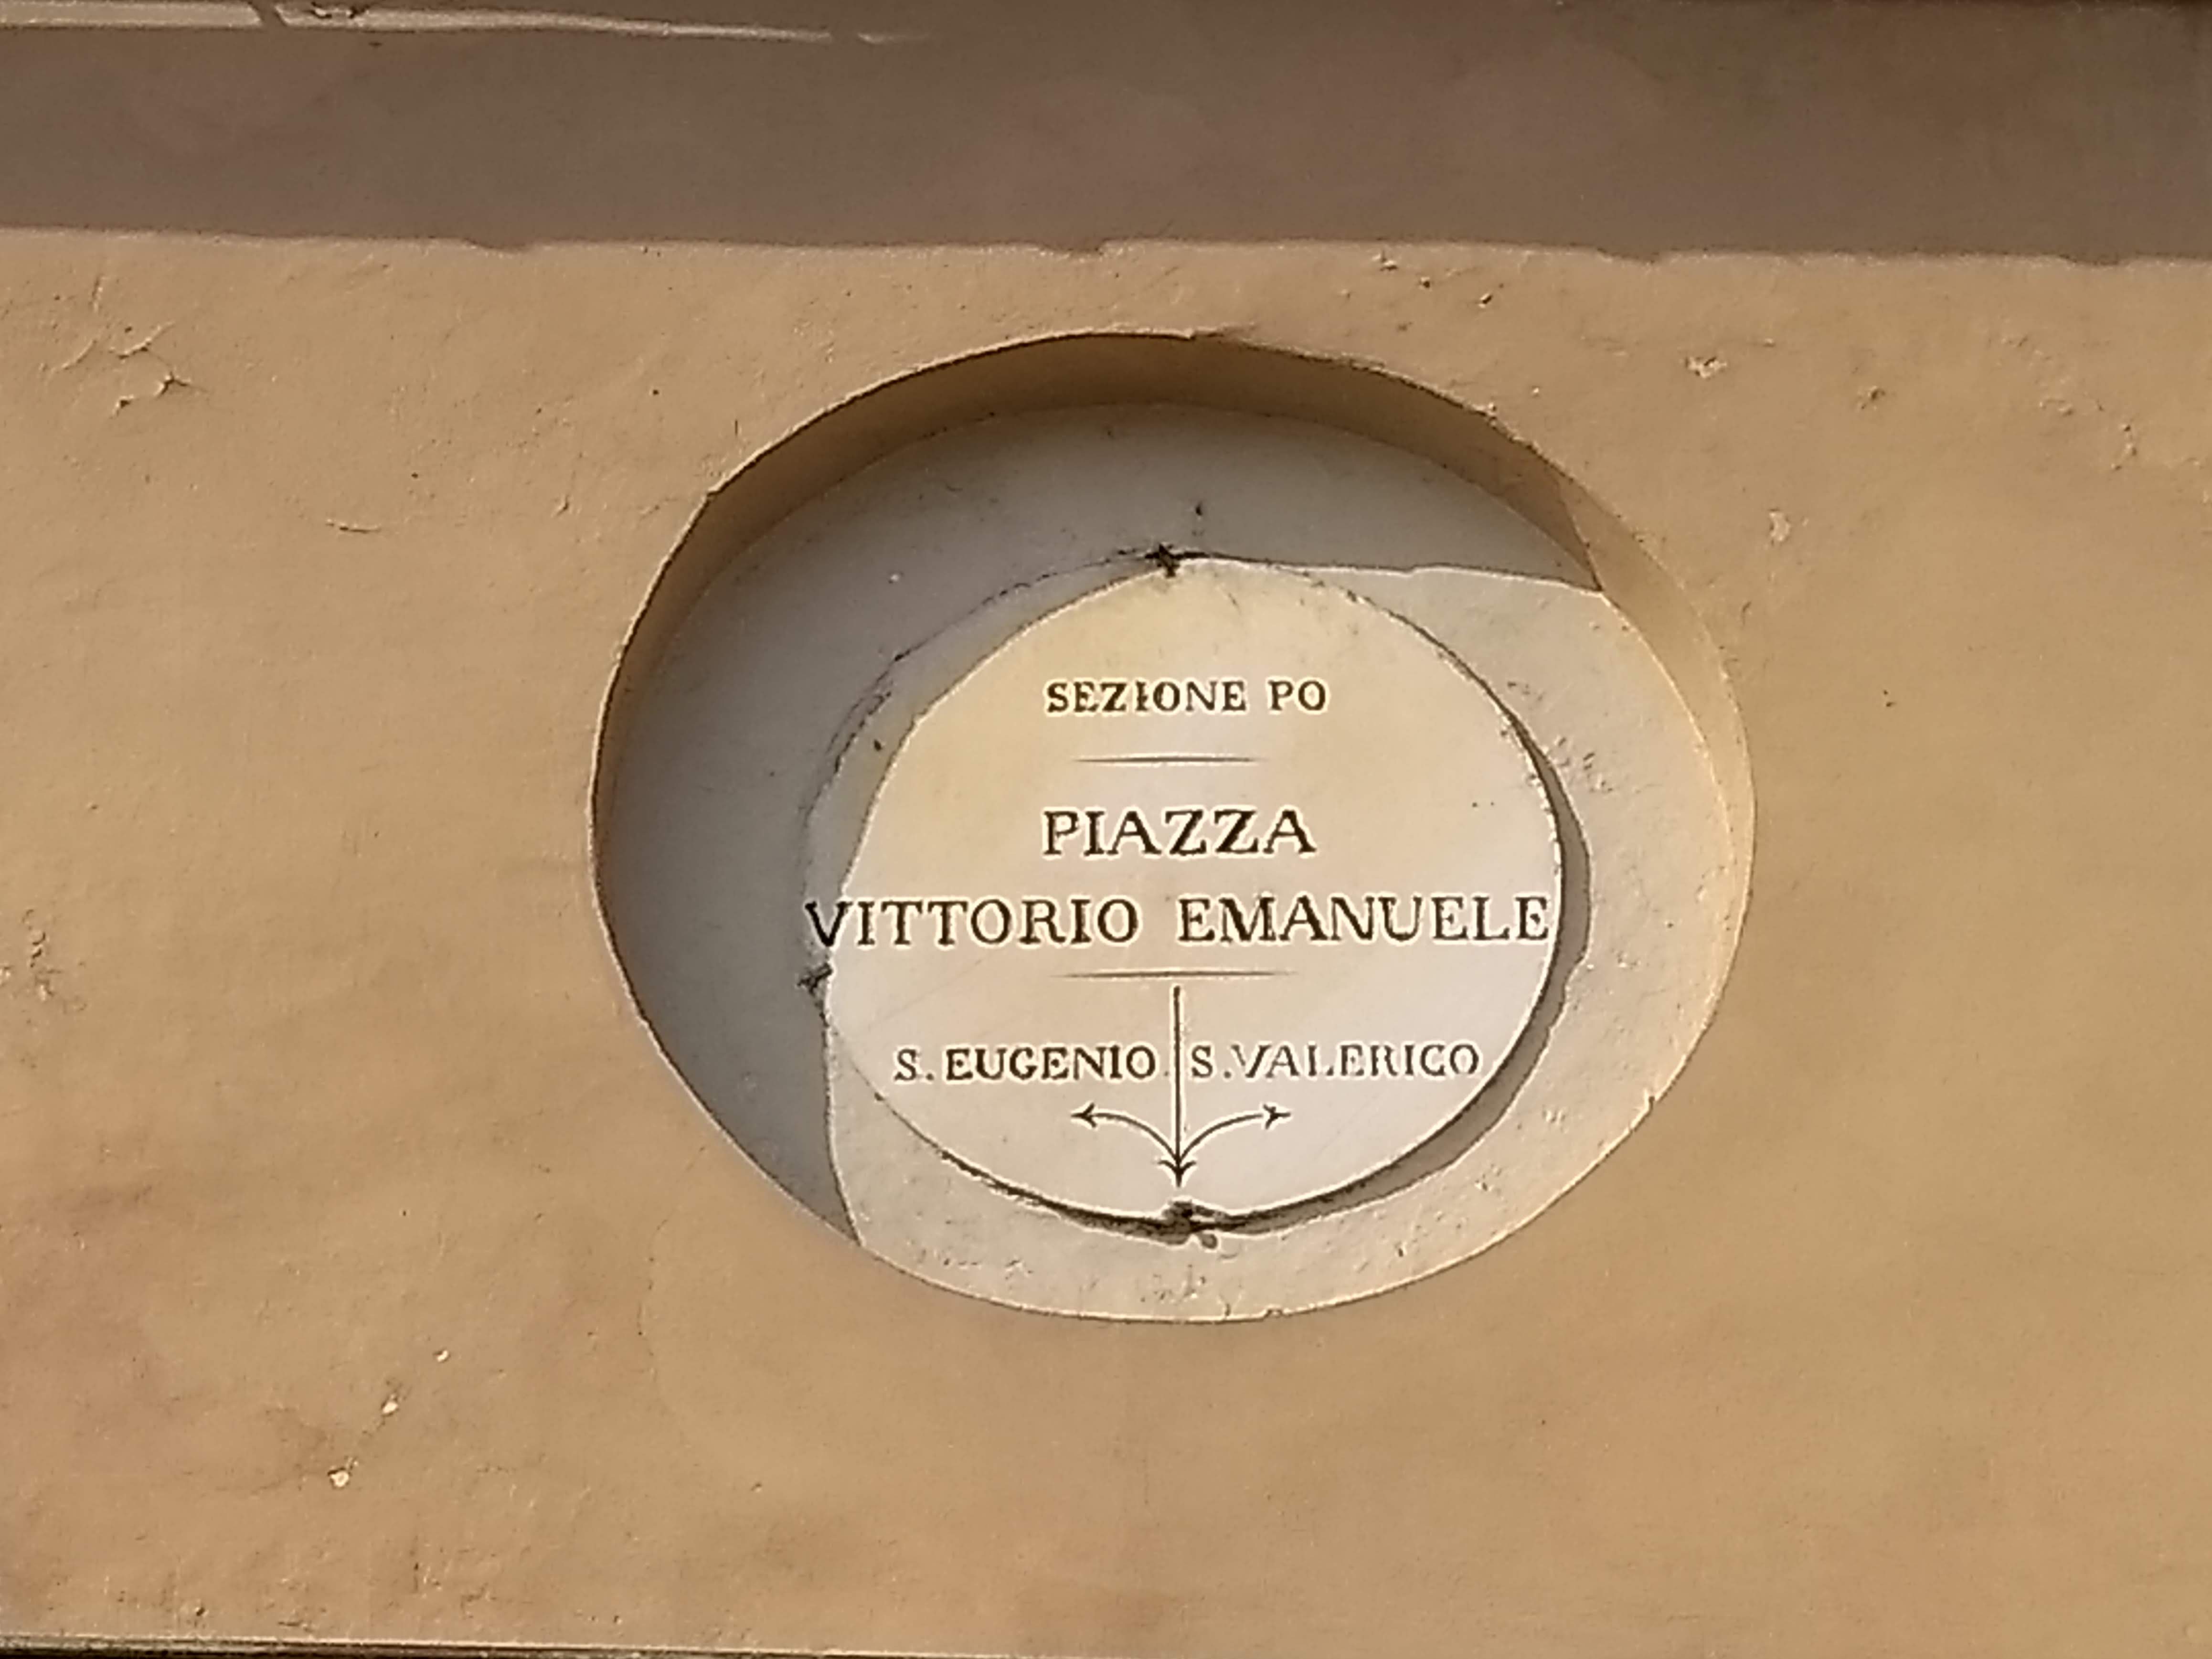 SEZIONE PO
PIAZZA
VITTORIO EMANUELE
S. EUGENIO S. VALERICO